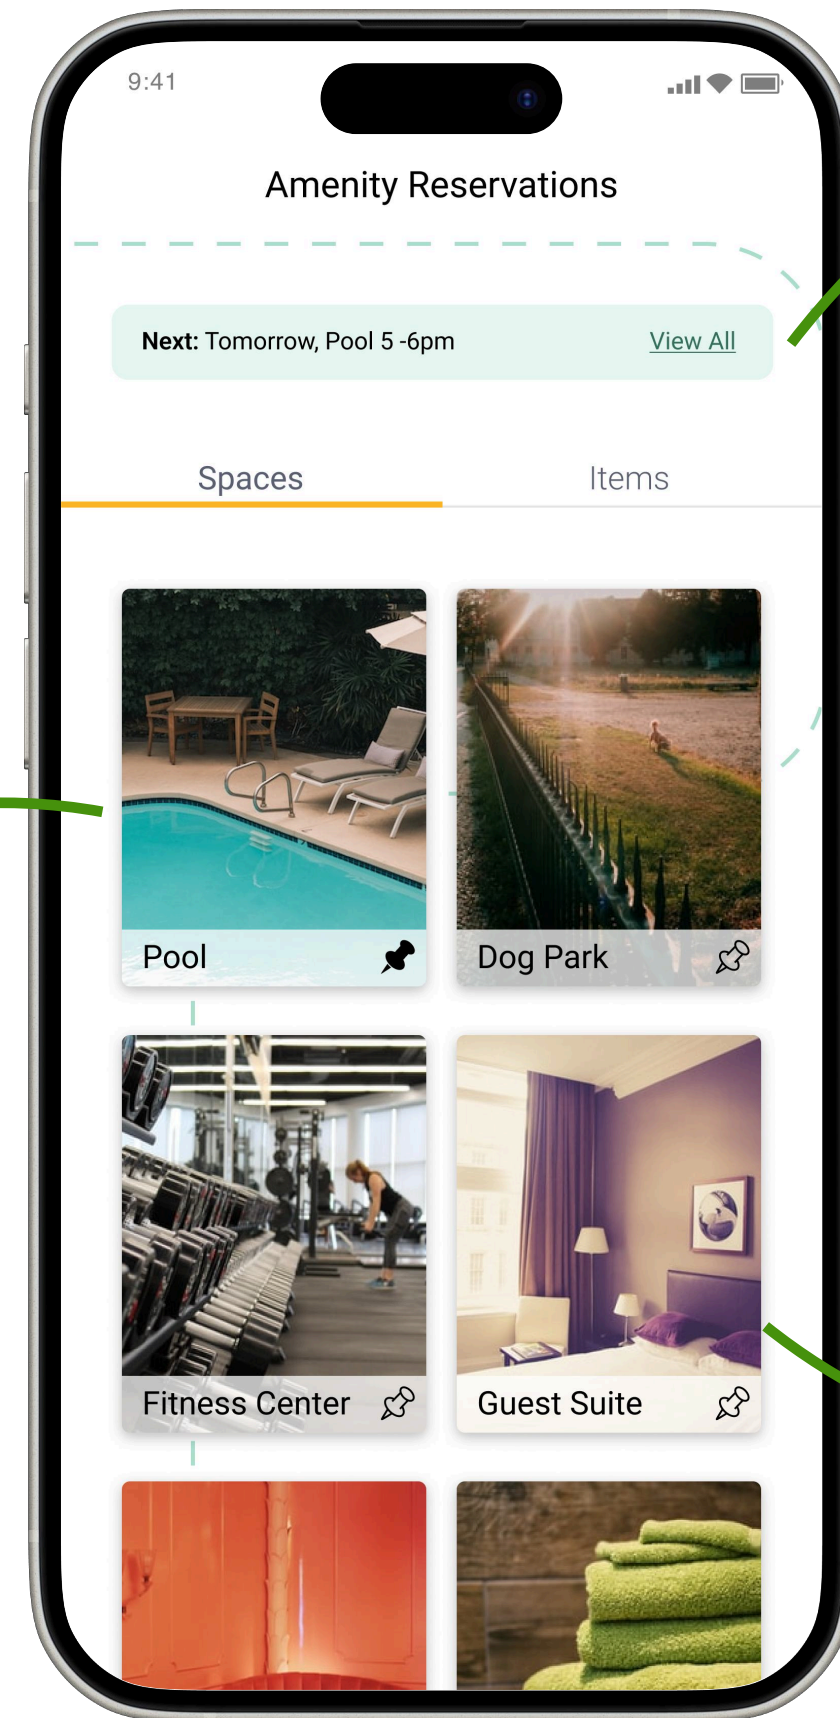 9:41
Amenity Reservations
Next: Tomorrow, Pool 5 -6pm
View All
Spaces
Items
Pool
Dog Park
Fitness Center
Guest Suite